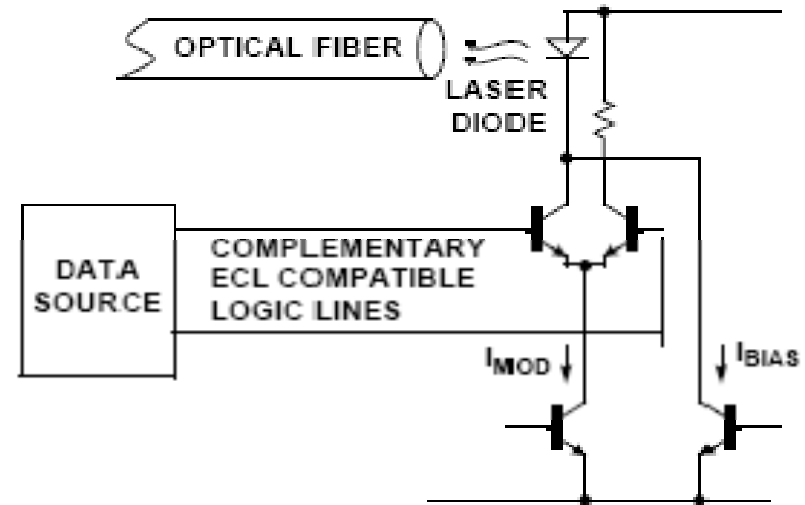 OPTICAL FIBER
LASER
DIODE
DATA
SOURCE
COMPLEMENTARY
ECL COMPATIBLE
LOGIC LINES
IMOD
IBIAS